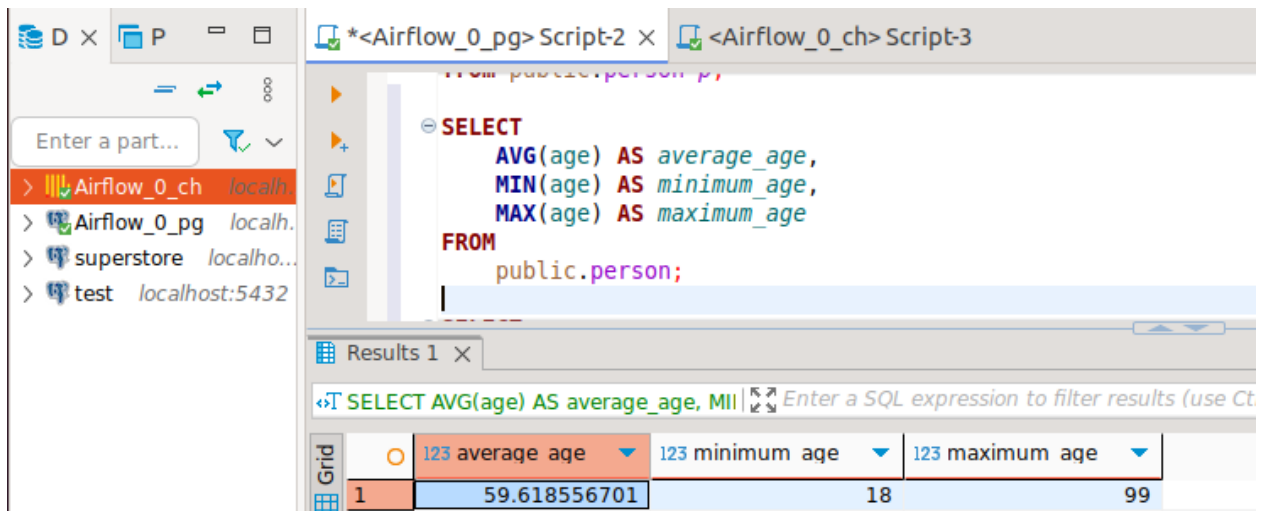 D × P
*<Airflow_0_pg> Script-2 × <Airflow_0_ch> Script-3
Enter a part...
Airflow_0_ch localh.
Airflow_0_pg localh.
superstore localho...
test localhost:5432
from public.person p;
SELECT
AVG(age) AS average_age,
MIN(age) AS minimum_age,
MAX(age) AS maximum_age
FROM
public.person;
Results 1 ×
SELECT AVG(age) AS average_age, MI Enter a SQL expression to filter results (use Ct
Grid
123 average_age 123 minimum_age 123 maximum_age
1 59.618556701 18 99